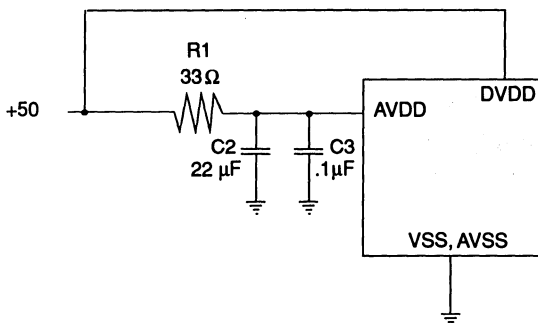 R1
33Ω
+50
AVDD
DVDD
C2
22 µF
C3
.1µF
VSS, AVSS